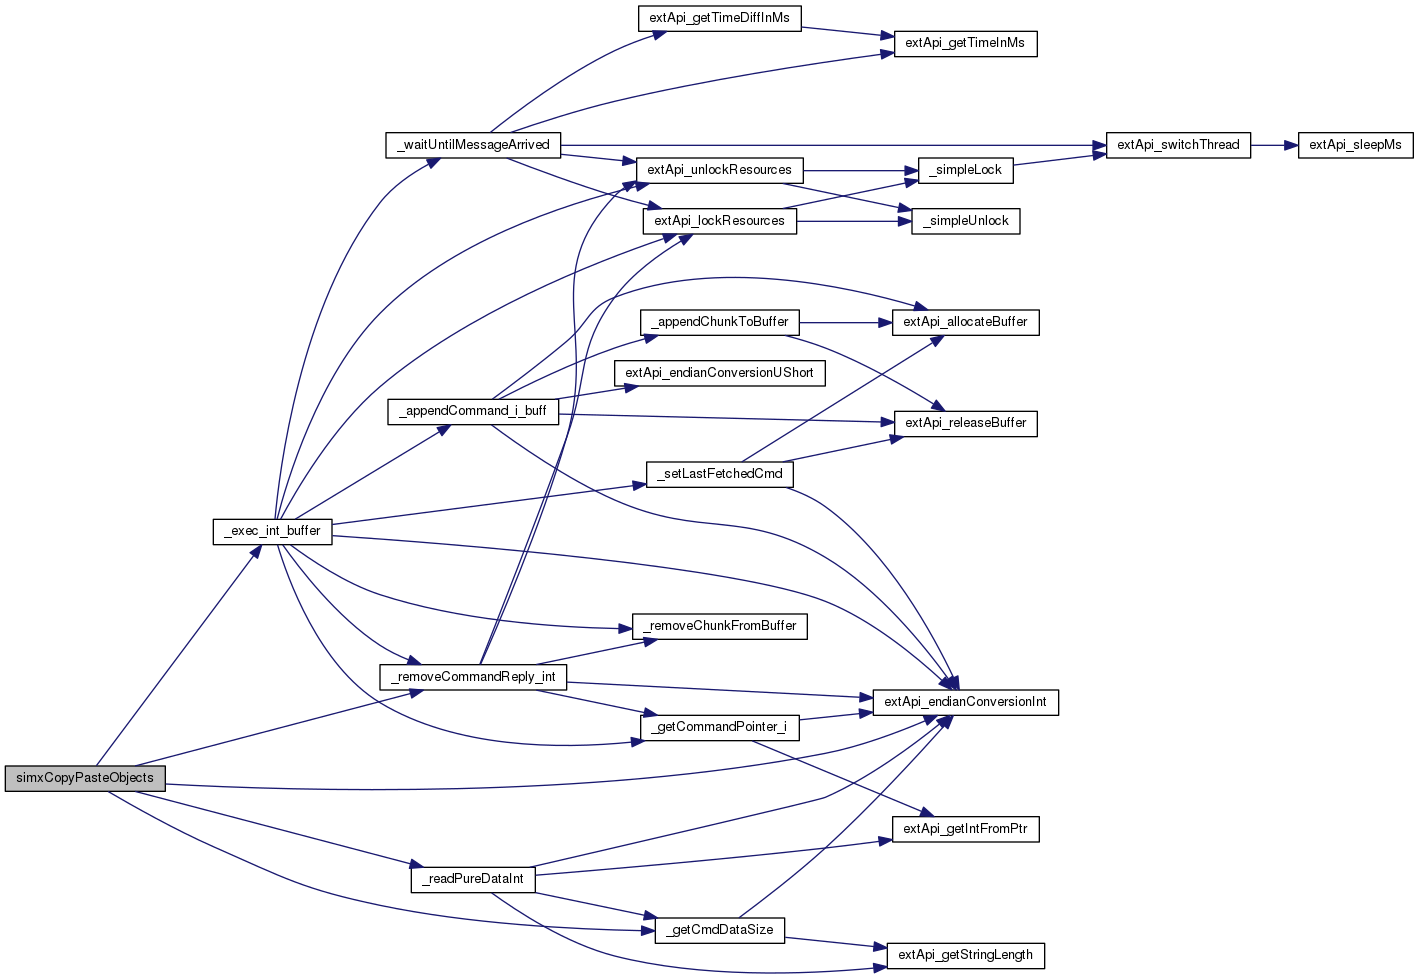 extApi_getTimeDiffInMs
extApi_getTimeInMs
_waitUntilMessageArrived
extApi_switchThread
extApi_sleepMs
extApi_unlockResources
_simpleLock
extApi_lockResources
_simpleUnlock
_appendChunkToBuffer
extApi_allocateBuffer
extApi_endianConversionUShort
_appendCommand_i_buff
extApi_releaseBuffer
_setLastFetchedCmd
_exec_int_buffer
_removeChunkFromBuffer
_removeCommandReply_int
extApi_endianConversionInt
_getCommandPointer_i
simxCopyPasteObjects
extApi_getIntFromPtr
_readPureDataInt
_getCmdDataSize
extApi_getStringLength